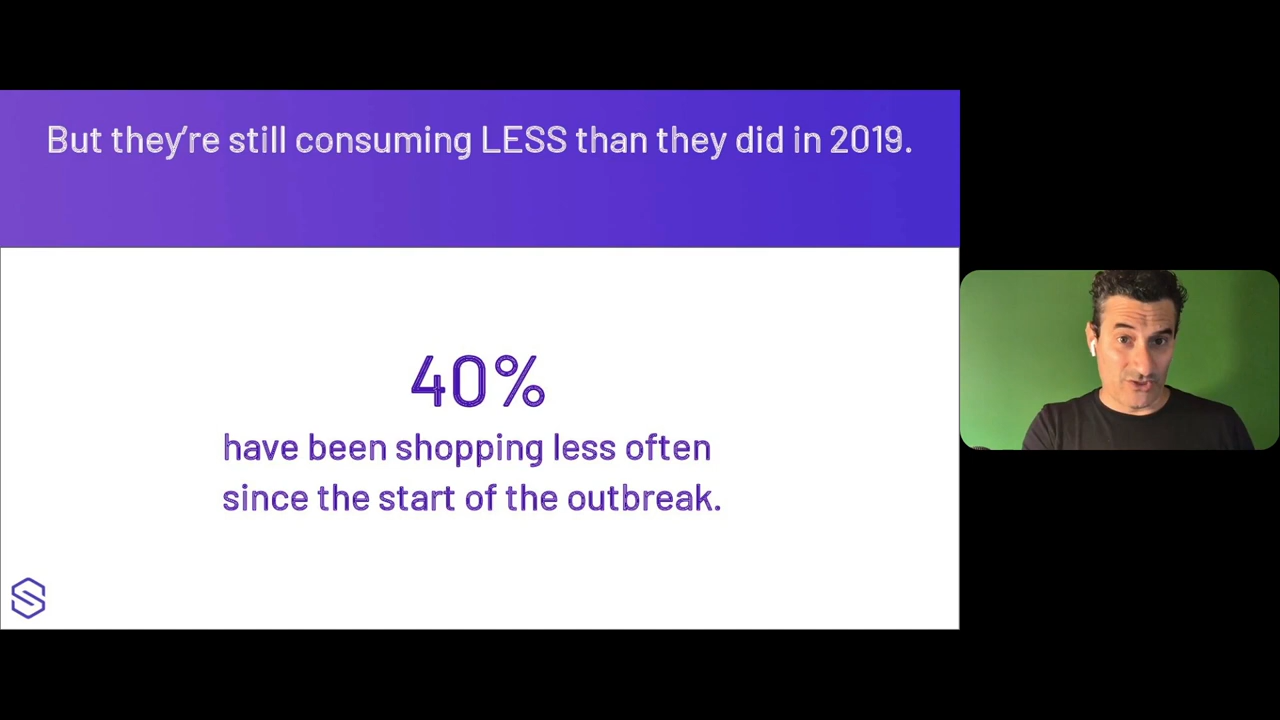 But they're still consuming LESS than they did in 2019.
40%
have been shopping less often
since the start of the outbreak.